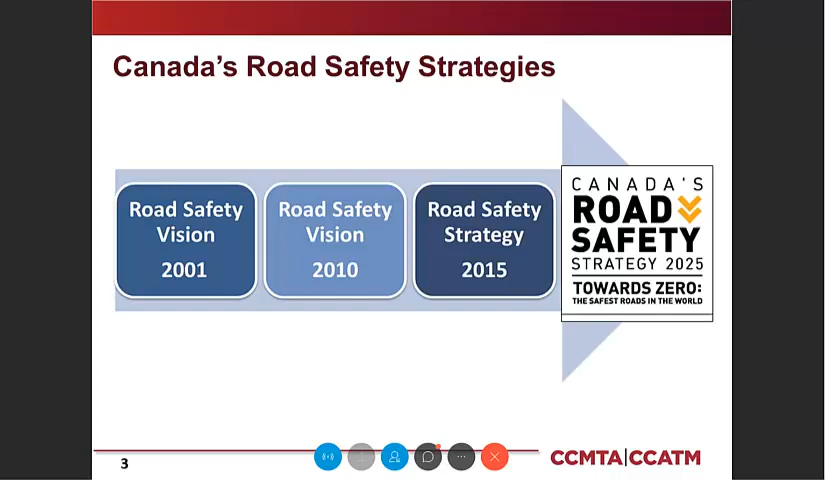 Canada’s Road Safety Strategies
Road Safety
Vision
2001
Road Safety
Vision
2010
Road Safety
Strategy
2015
CANADA'S
ROAD
SAFETY
STRATEGY 2025
TOWARDS ZERO:
THE SAFEST ROADS IN THE WORLD
3
CCMTA|CCATM